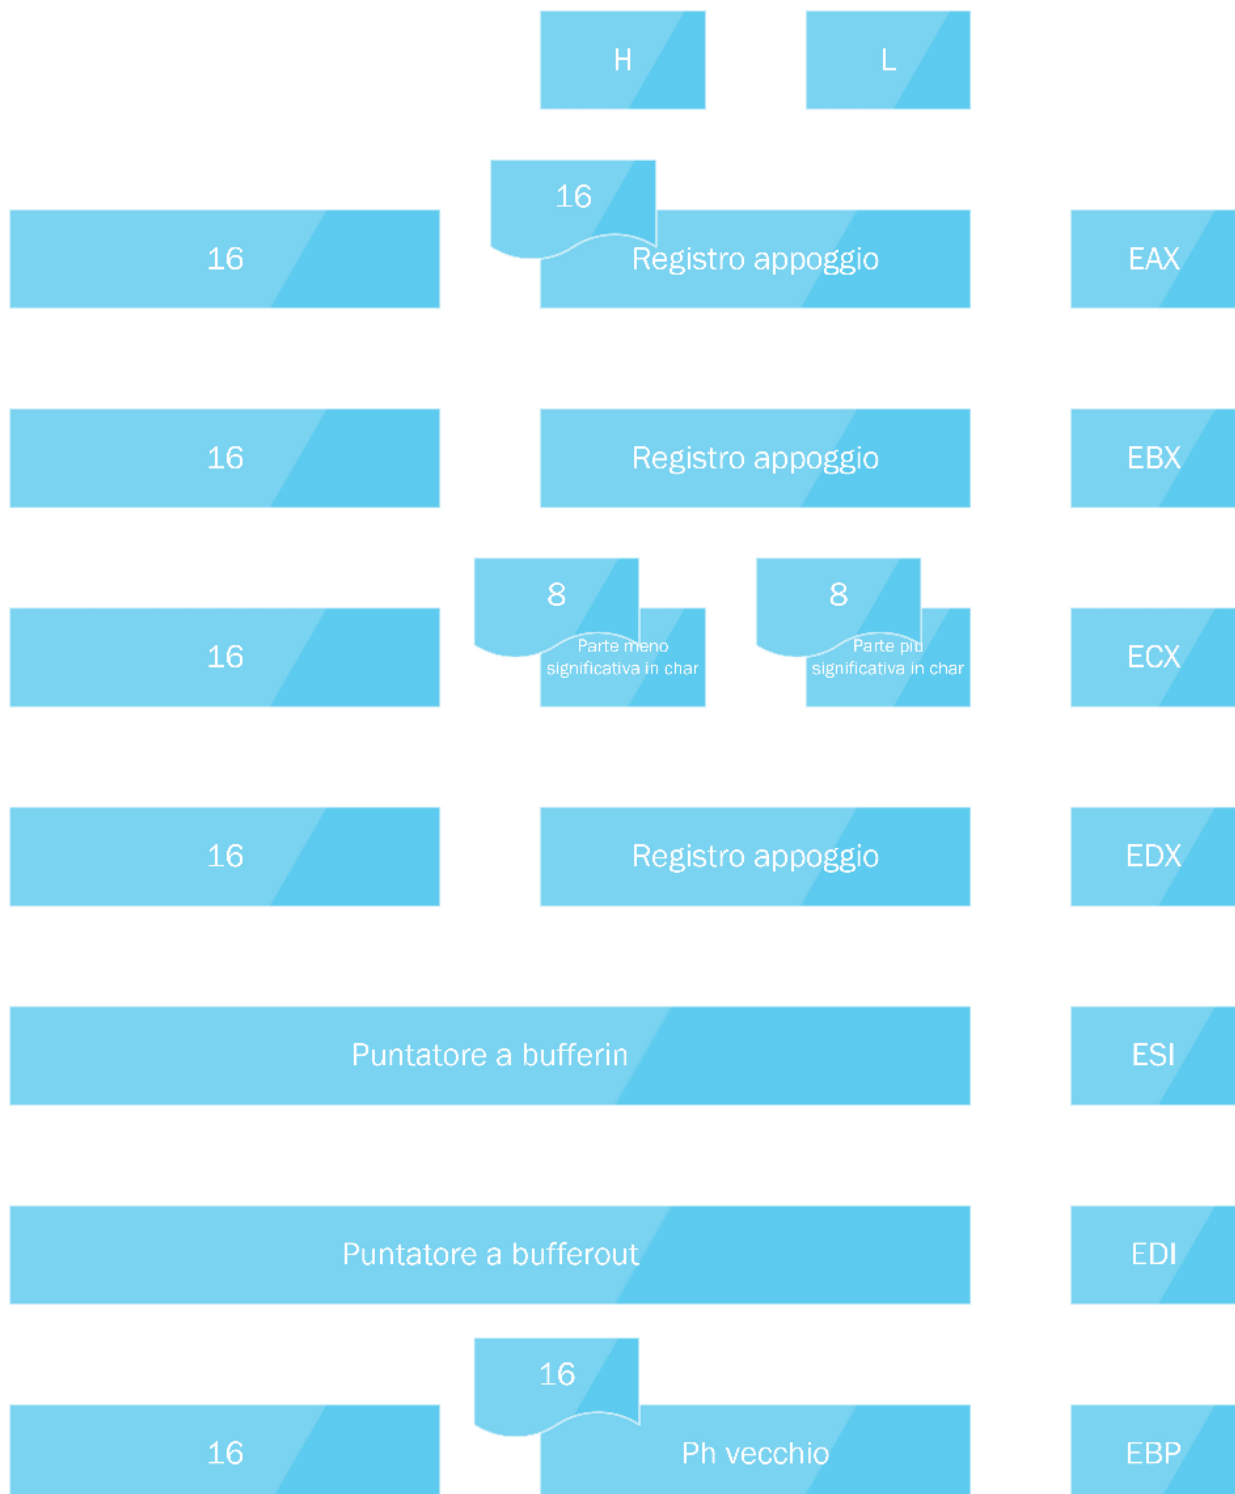 H
L
16
16
Registro appoggio
EAX
16
Registro appoggio
EBX
8
8
16
Parte meno
significativa in char
Parte più
significativa in char
ECX
16
Registro appoggio
EDX
Puntatore a bufferin
ESI
Puntatore a bufferout
EDI
16
16
Ph vecchio
EBP